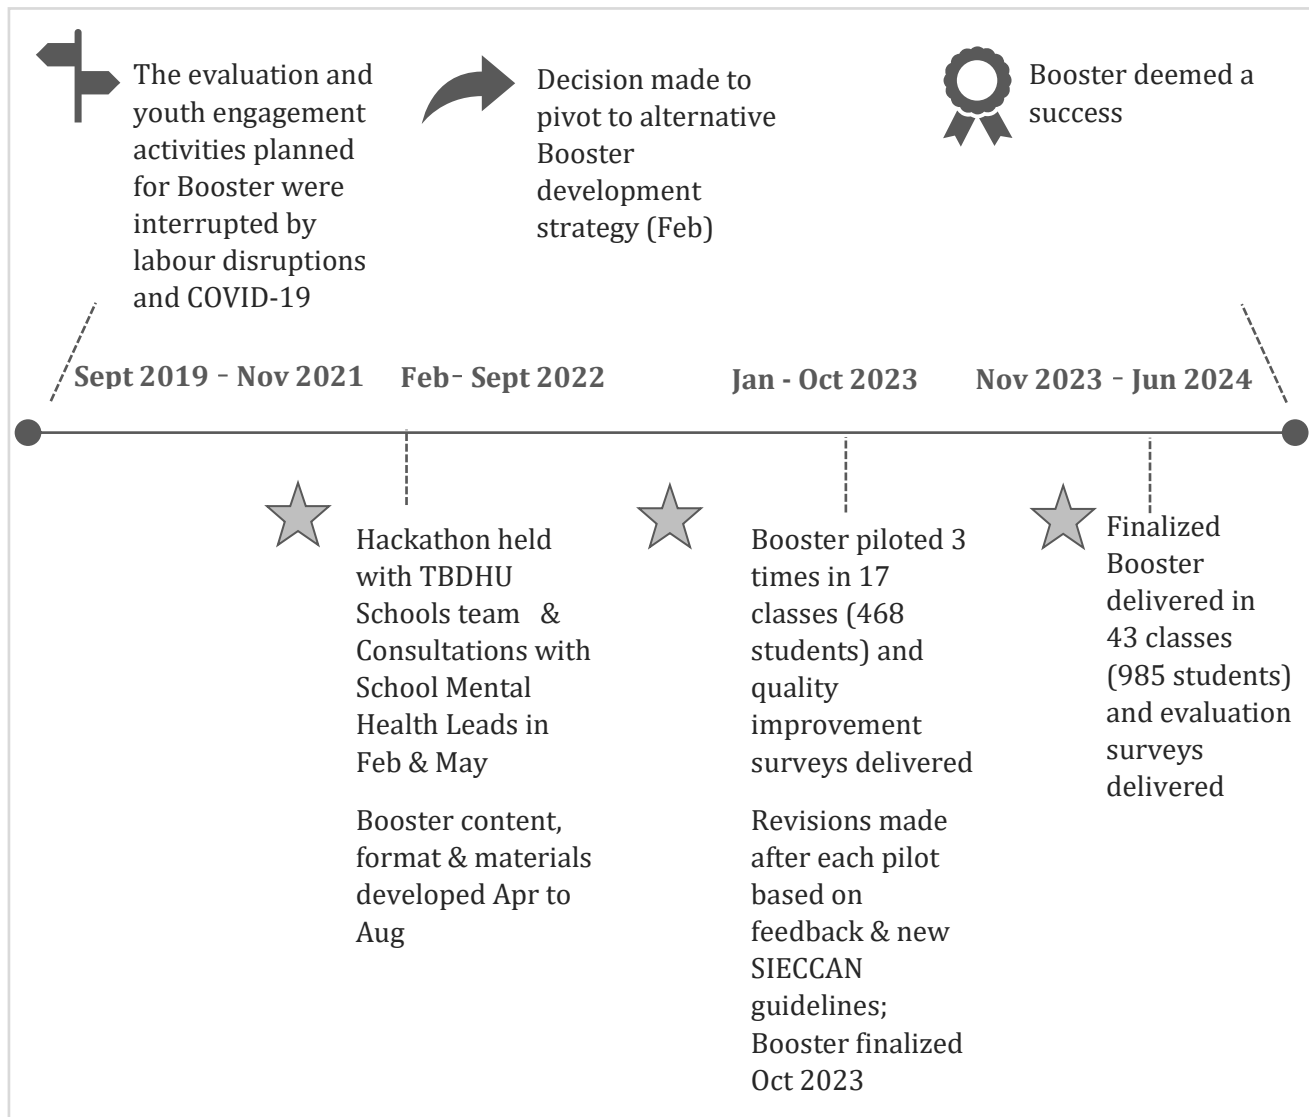 The evaluation and
youth engagement
activities planned
for Booster were
interrupted by
labour disruptions
and COVID-19
Decision made to
pivot to alternative
Booster
development
strategy (Feb)
Booster deemed a
success
Sept 2019 – Nov 2021
Feb– Sept 2022
Jan - Oct 2023
Nov 2023 – Jun 2024
Hackathon held
with TBDHU
Schools team & 
Consultations with
School Mental
Health Leads in
Feb & May
Booster content,
format & materials
developed Apr to
Aug
Booster piloted 3
times in 17
classes (468
students) and
quality
improvement
surveys delivered
Revisions made
after each pilot
based on
feedback & new
SIECCAN
guidelines;
Booster finalized
Oct 2023
Finalized
Booster
delivered in
43 classes
(985 students)
and evaluation
surveys
delivered